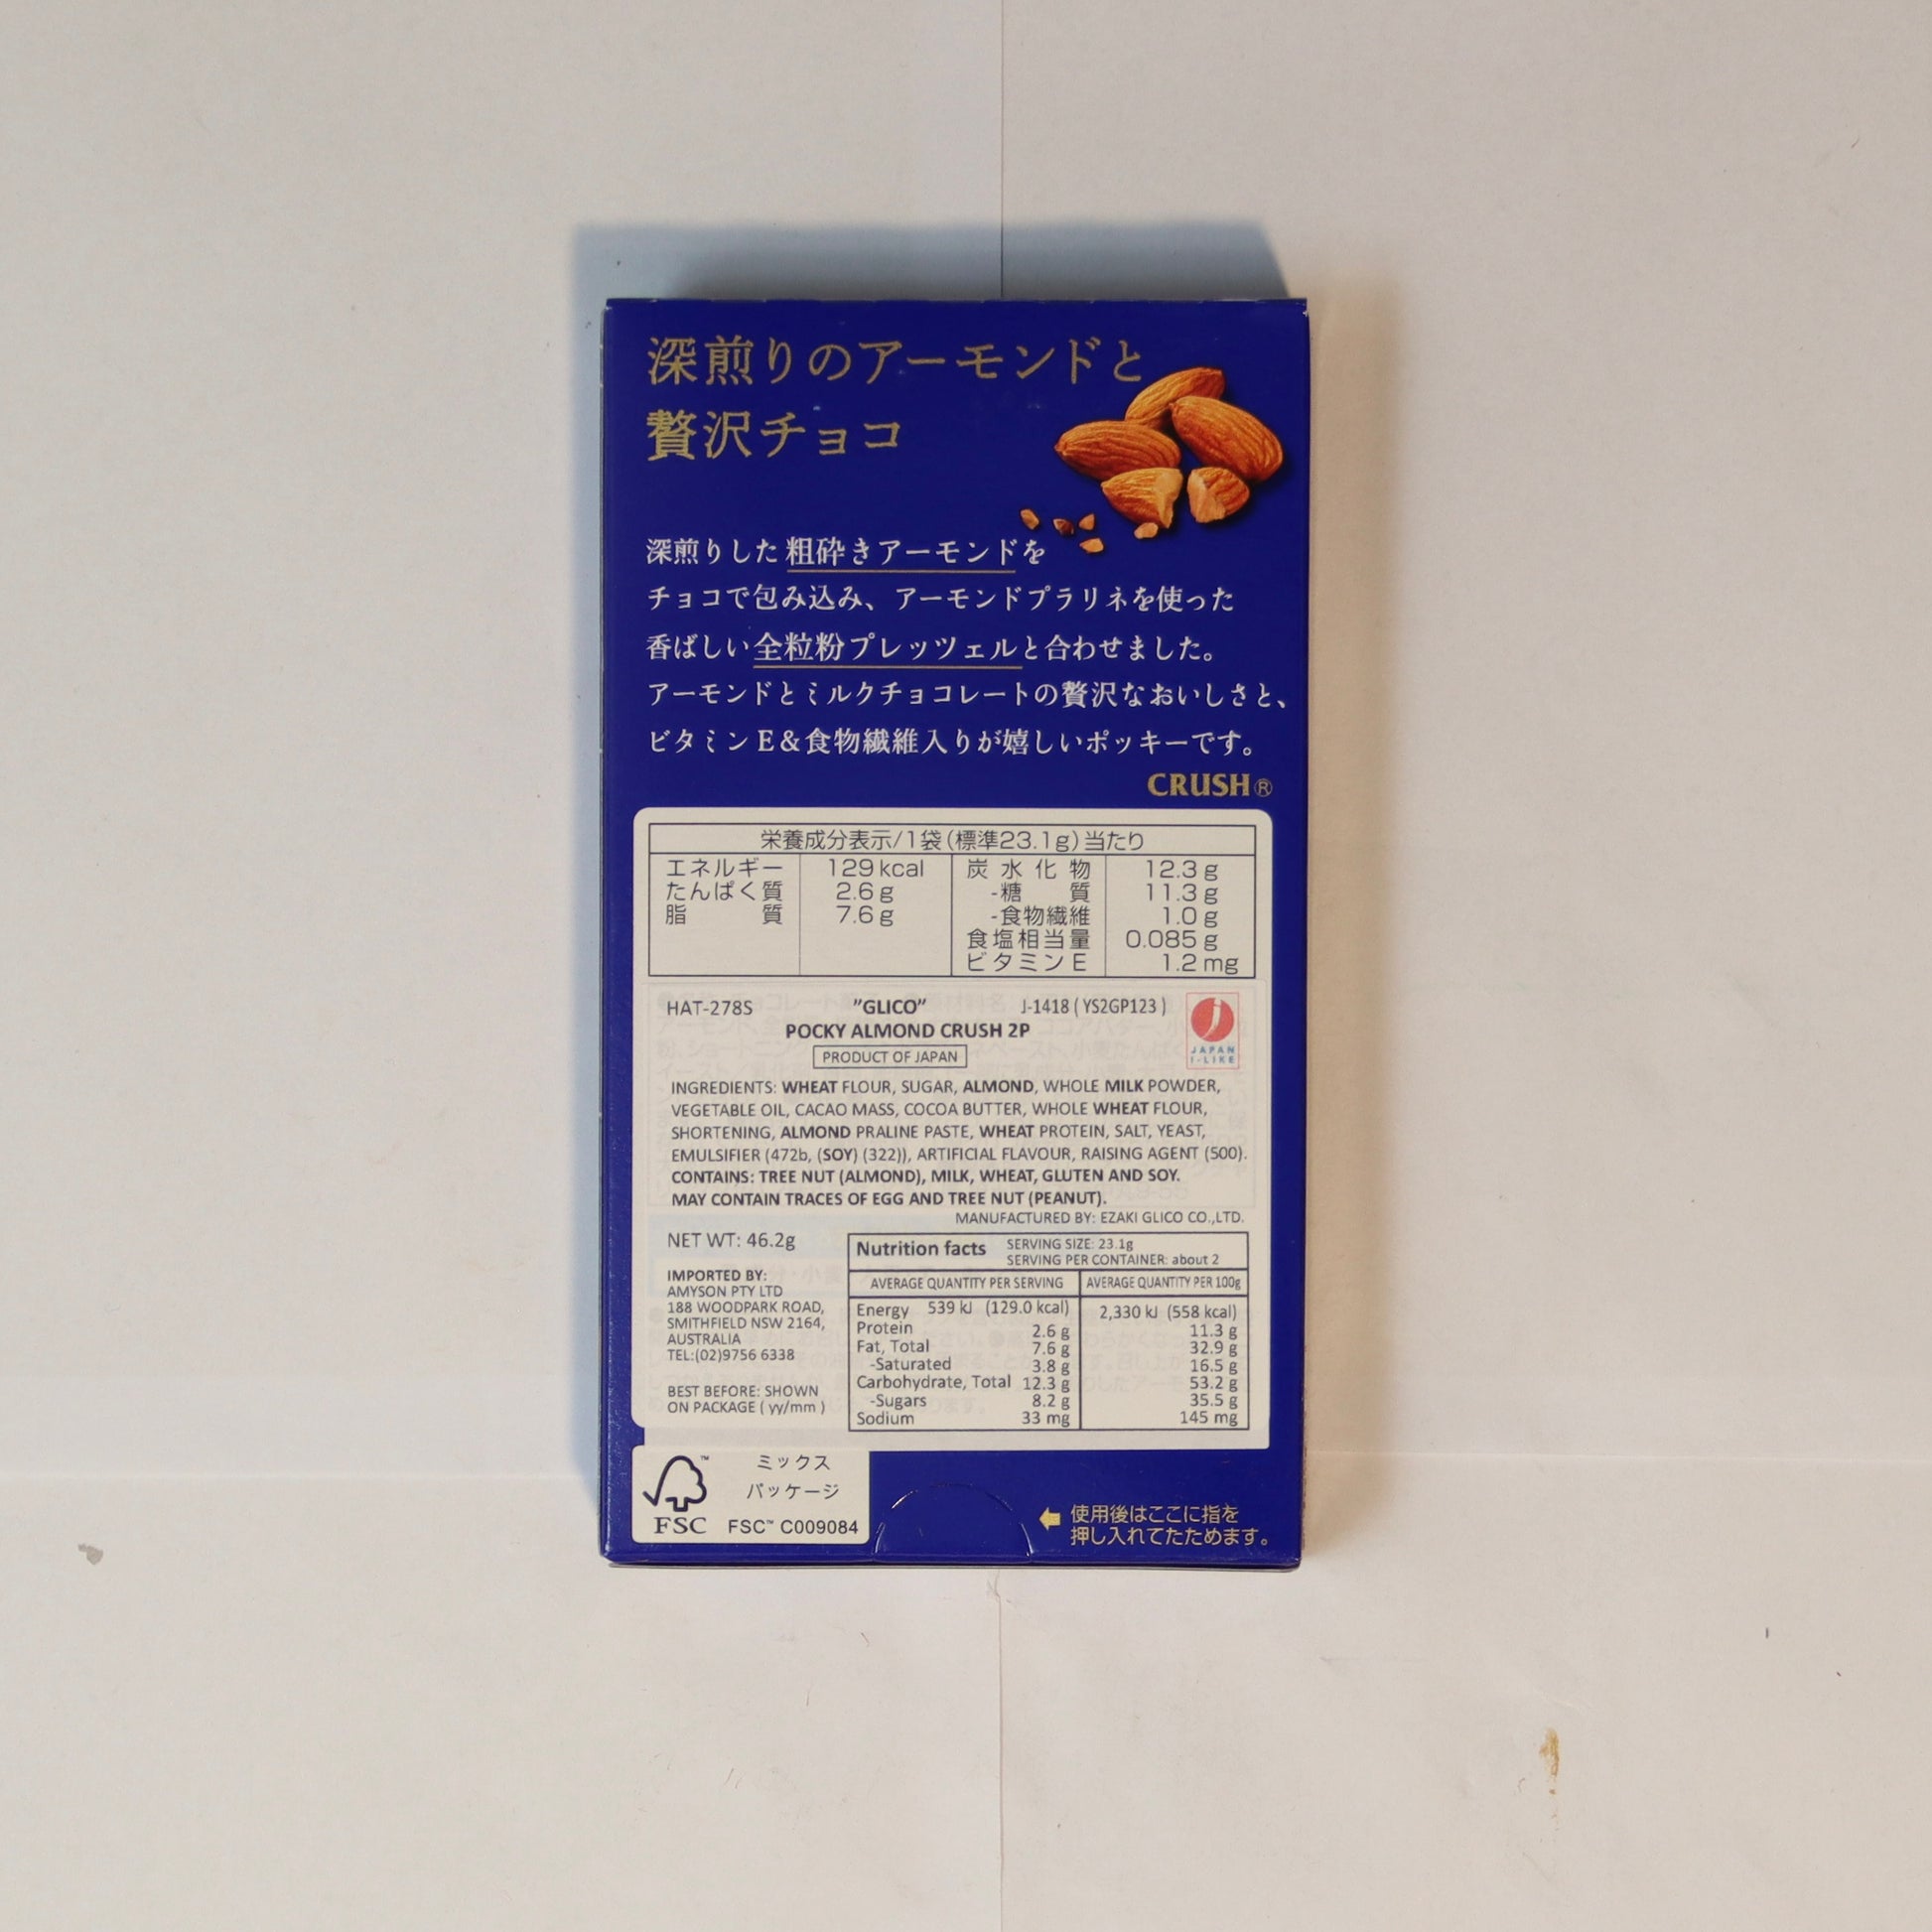 深煎りのアーモンドと
贅沢チョコ
深煎りした粗砕きアーモンドを
チョコで包み込み、アーモンドプラリネを使った
香ばしい全粒粉プレッツェルと合わせました。
アーモンドとミルクチョコレートの贅沢なおいしさと、
ビタミンE&食物繊維入りが嬉しいポッキーです。
CRUSH®
栄養成分表示/1袋(標準23.1g)当たり
エネルギー 129kcal 炭水化物 12.3g
たんぱく質 2.6g -糖質 11.3g
脂質 7.6g -食物繊維 1.0g
食塩相当量 0.085g
ビタミンE 1.2mg
HAT-278S "GLICO" J-1418 ( YS2GP123 )
POCKY ALMOND CRUSH 2P
PRODUCT OF JAPAN
JAPAN
I-LIKE
INGREDIENTS: WHEAT FLOUR, SUGAR, ALMOND, WHOLE MILK POWDER,
VEGETABLE OIL, CACAO MASS, COCOA BUTTER, WHOLE WHEAT FLOUR,
SHORTENING, ALMOND PRALINE PASTE, WHEAT PROTEIN, SALT, YEAST,
EMULSIFIER (472b, (SOY) (322)), ARTIFICIAL FLAVOUR, RAISING AGENT (500).
CONTAINS: TREE NUT (ALMOND), MILK, WHEAT, GLUTEN AND SOY.
MAY CONTAIN TRACES OF EGG AND TREE NUT (PEANUT).
MANUFACTURED BY: EZAKI GLICO CO.,LTD.
NET WT: 46.2g
IMPORTED BY:
AMYSON PTY LTD
188 WOODPARK ROAD,
SMITHFIELD NSW 2164,
AUSTRALIA
TEL:(02)9756 6338
BEST BEFORE: SHOWN
ON PACKAGE ( yy/mm )
Nutrition facts SERVING SIZE: 23.1g
SERVING PER CONTAINER: about 2
AVERAGE QUANTITY PER SERVING AVERAGE QUANTITY PER 100g
Energy 539 kJ (129.0 kcal) 2,330 kJ (558 kcal)
Protein 2.6 g 11.3 g
Fat, Total 7.6 g 32.9 g
-Saturated 3.8 g 16.5 g
Carbohydrate, Total 12.3 g 53.2 g
-Sugars 8.2 g 35.5 g
Sodium 33 mg 145 mg
ミックス
パッケージ
FSC FSC™ C009084
使用後はここに指を
押し入れてたためます。